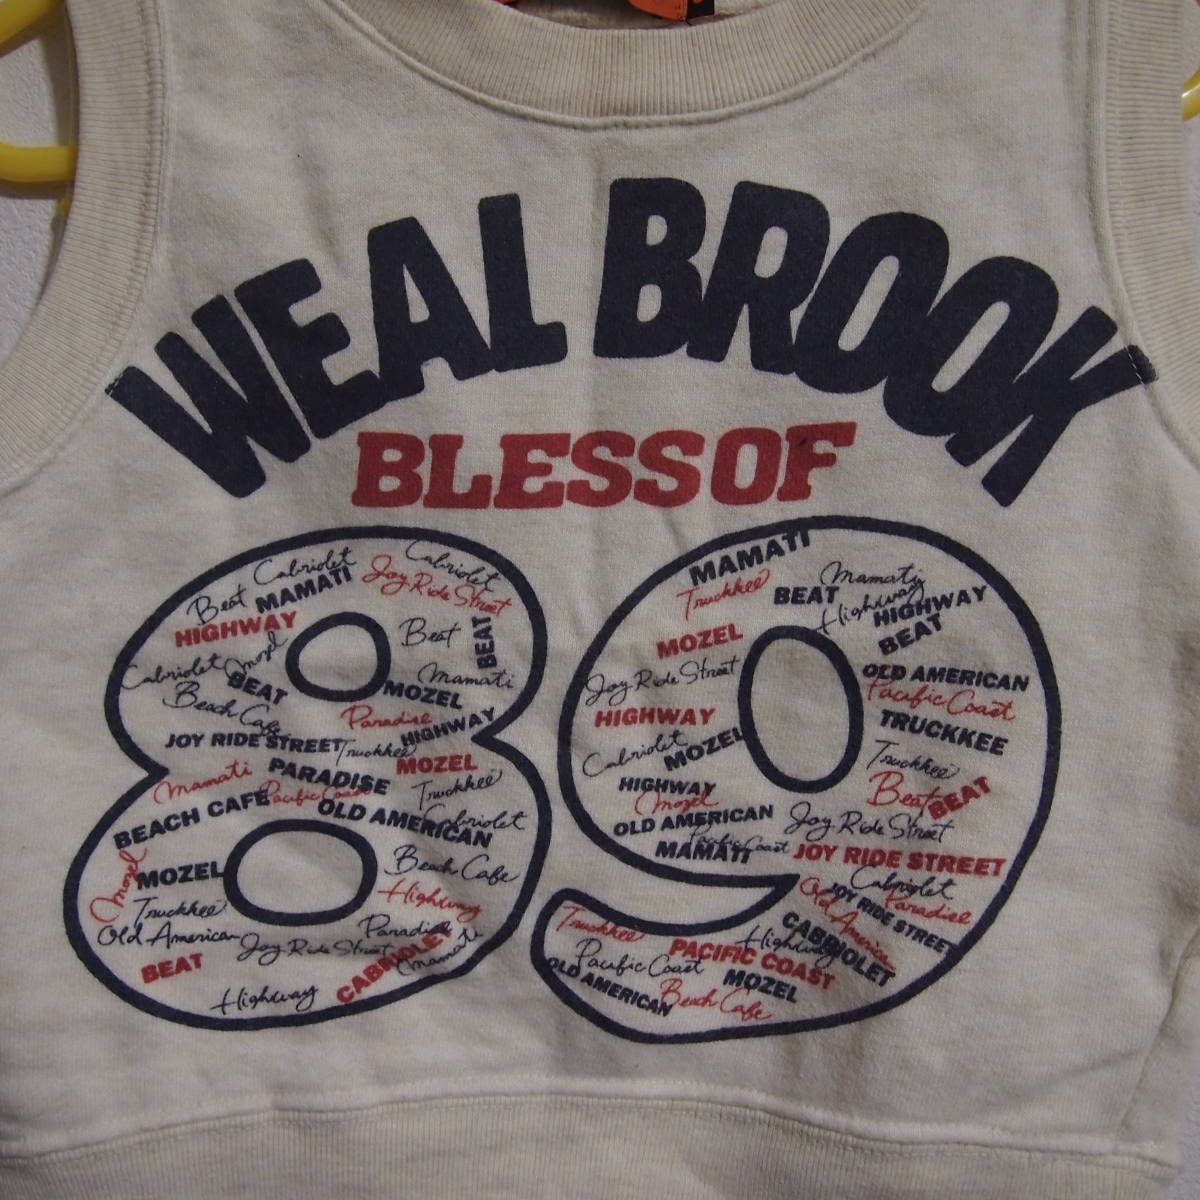 WEAL BROOK
BLESS OF
89
Cabriolet
Cabriolet
Beat
MAMATI
Joy Ride Street
HIGHWAY
Beat
BEAT
Cabriolet
Mozel
BEAT
Mamati
MOZEL
Beach Cafe
Paradise
HIGHWAY
JOY RIDE STREET
Truckkee
MOZEL
Mamati
PARADISE
Truckkee
Pacific Coast
BEACH CAFE
OLD AMERICAN
Cabriolet
Mozel
MOZEL
Beach Cafe
Truckkee
Highway
Old American
Joy Ride Street
Paradise
BEAT
CABRIOLET
Mamati
Highway
MAMATI
Truckkee
BEAT
Mamati
Highway
HIGHWAY
BEAT
MOZEL
Joy Ride Street
OLD AMERICAN
Pacific Coast
HIGHWAY
TRUCKKEE
Cabriolet
MOZEL
Truckkee
HIGHWAY
Mozel
Beat
BEAT
OLD AMERICAN
Joy Ride Street
Pacific Coast
MAMATI
JOY RIDE STREET
Cabriolet
Old American
JOY RIDE STREET
Paradise
Truckkee
Highway
CABRIOLET
PACIFIC COAST
Pacific Coast
MOZEL
OLD AMERICAN
Beach Cafe